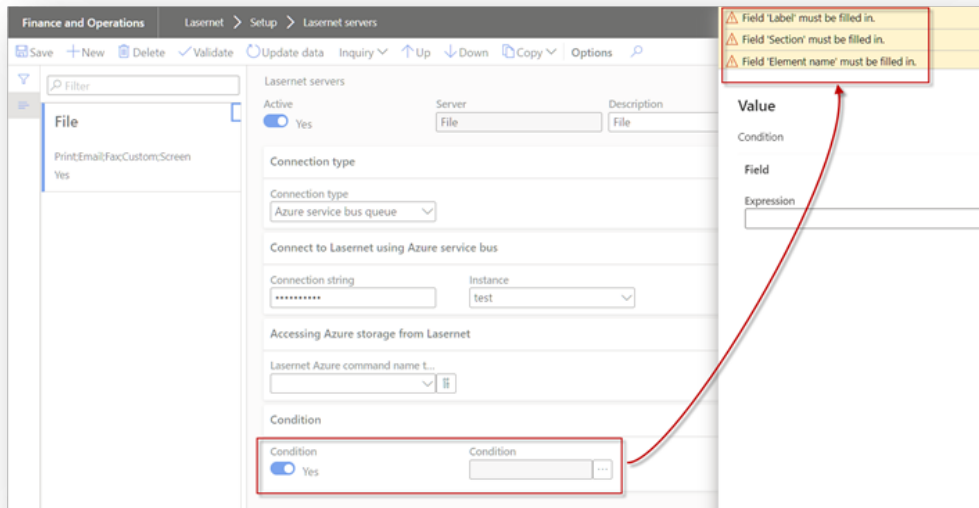 Finance and Operations Lasernet > Setup > Lasernet servers
Save New Delete Validate Update data Inquiry Up Down Copy Options
Filter
File
Print;Email;Fax;Custom;Screen
Yes
Lasernet servers
Active Server Description
Yes File File
Connection type
Connection type
Azure service bus queue
Connect to Lasernet using Azure service bus
Connection string Instance
•••••••••• test
Accessing Azure storage from Lasernet
Lasernet Azure command name t...
Condition
Condition Condition
Yes ...
Field 'Label' must be filled in.
Field 'Section' must be filled in.
Field 'Element name' must be filled in.
Value
Condition
Field
Expression